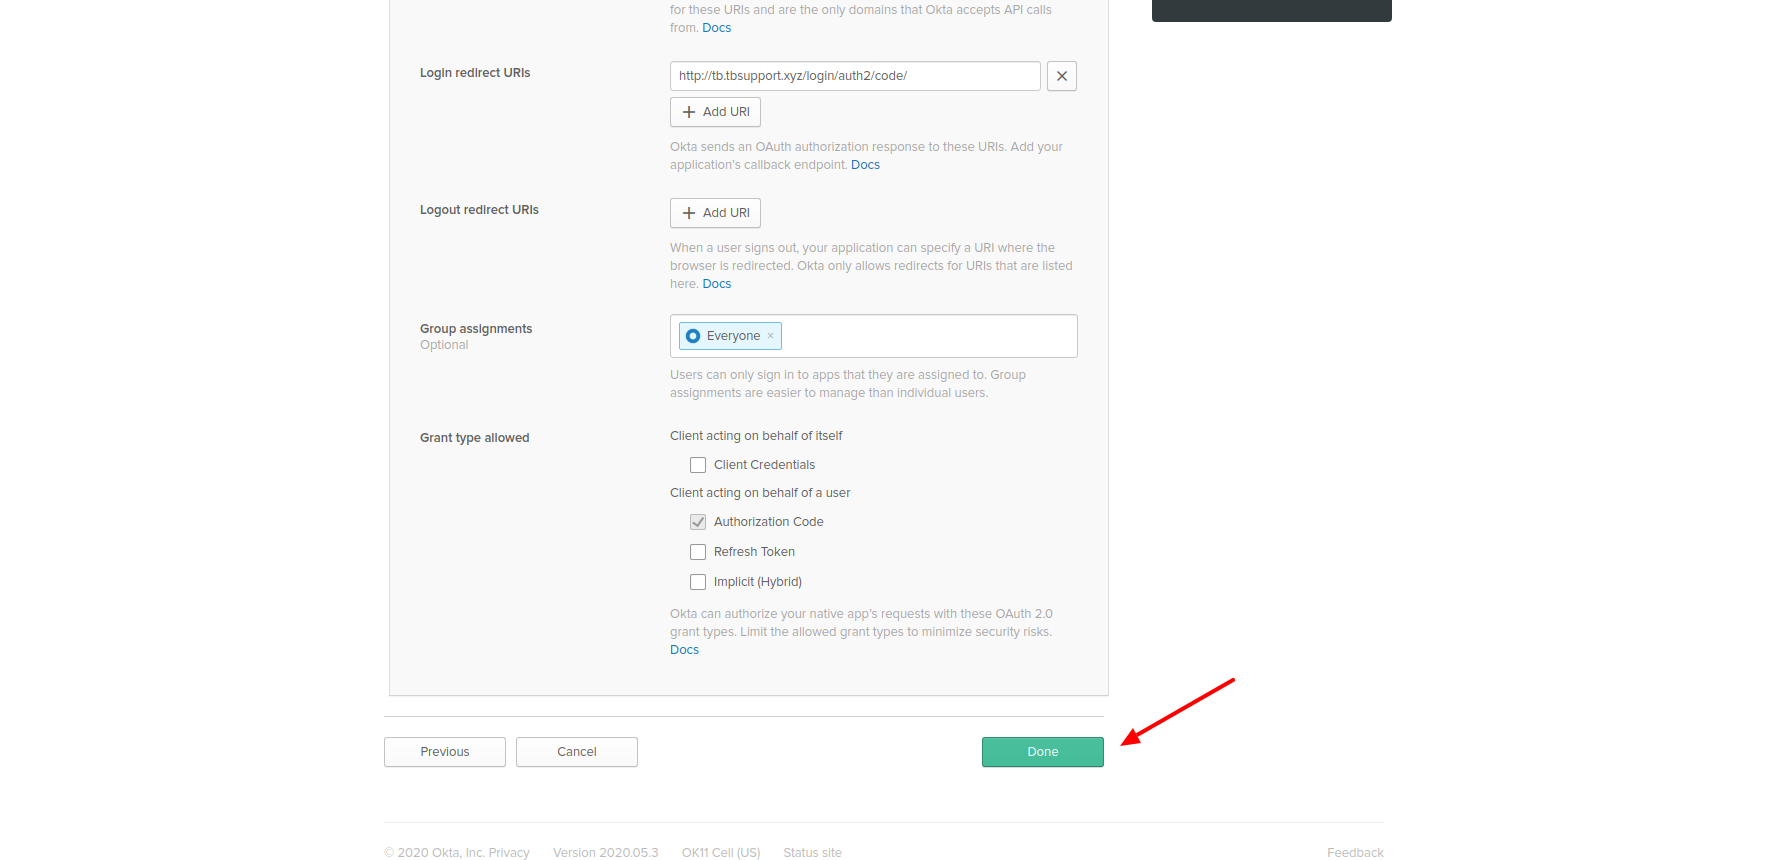 for these URIs and are the only domains that Okta accepts API calls
from. Docs
Login redirect URIs
http://tb.tbsupport.xyz/login/auth2/code/
Add URI
Okta sends an OAuth authorization response to these URIs. Add your
application's callback endpoint. Docs
Logout redirect URIs
Add URI
When a user signs out, your application can specify a URI where the
browser is redirected. Okta only allows redirects for URIs that are listed
here. Docs
Group assignments
Optional
Everyone ×
Users can only sign in to apps that they are assigned to. Group
assignments are easier to manage than individual users.
Grant type allowed
Client acting on behalf of itself
Client Credentials
Client acting on behalf of a user
Authorization Code
Refresh Token
Implicit (Hybrid)
Okta can authorize your native app's requests with these OAuth 2.0
grant types. Limit the allowed grant types to minimize security risks.
Docs
Previous Cancel Done
© 2020 Okta, Inc. Privacy Version 2020.05.3 OK11 Cell (US) Status site Feedback